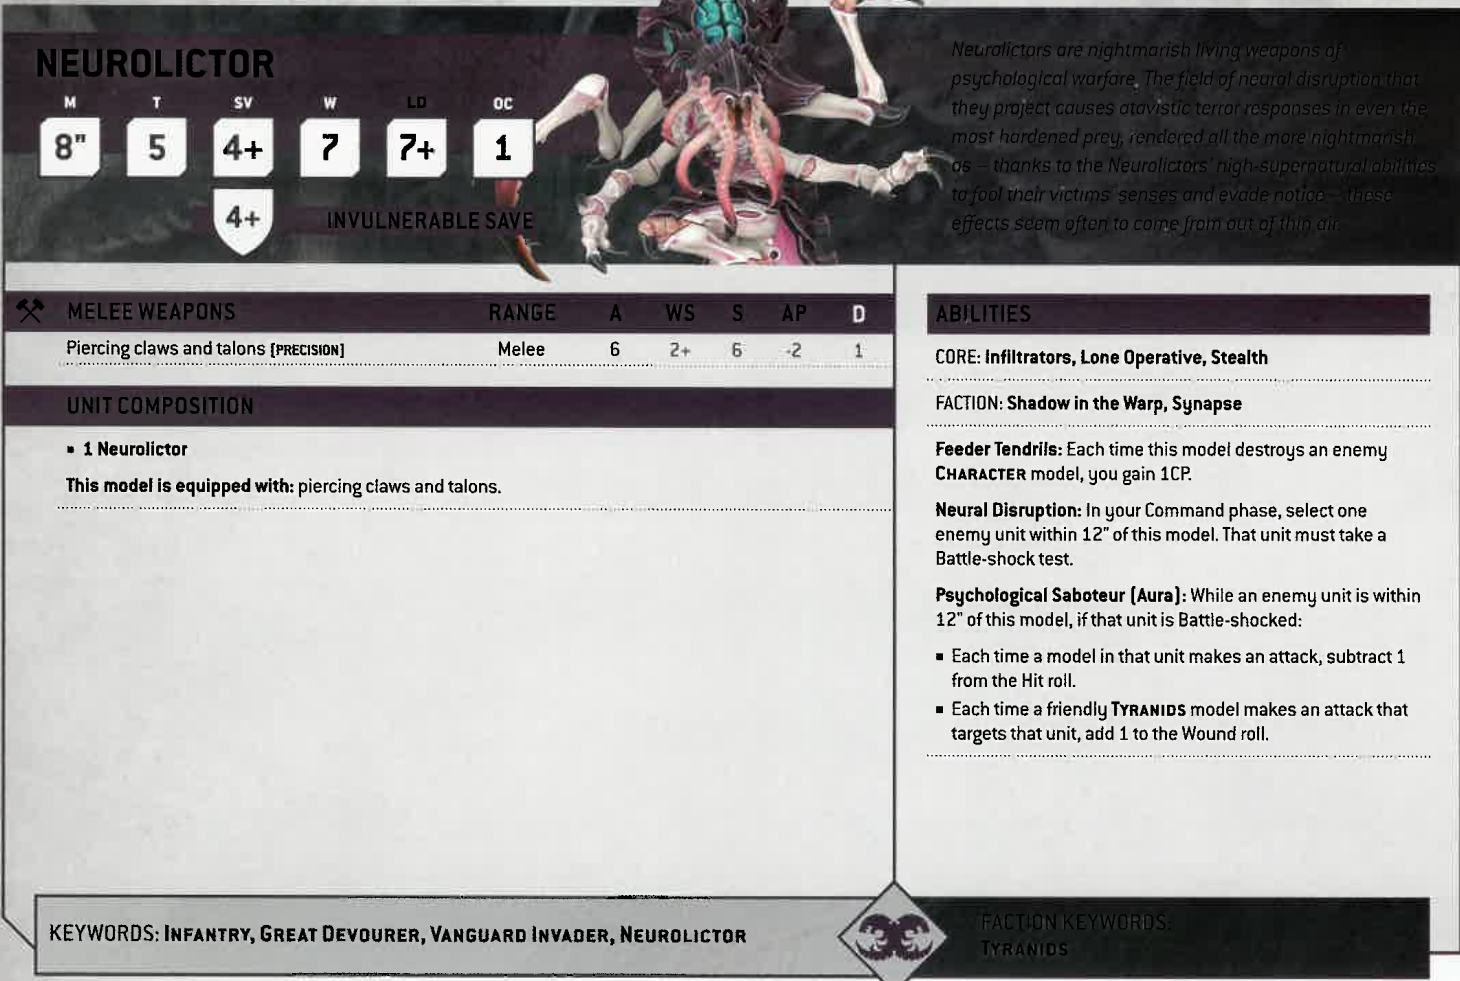 NEUROLICTOR
M T SV W LD OC
8" 5 4+ 7 7+ 1
4+ INVULNERABLE SAVE
Neurolictors are nightmarish living weapons of
psychological warfare. The field of neural disruption that
they project causes atavistic terror responses in even the
most hardened prey, rendered all the more nightmarish
as – thanks to the Neurolictors' nigh-supernatural abilities
to fool their victims' senses and evade notice – these
effects seem often to come from out of thin air.
MELEE WEAPONS RANGE A WS S AP D
Piercing claws and talons [PRECISION] Melee 6 2+ 6 -2 1
UNIT COMPOSITION
▪ 1 Neurolictor
This model is equipped with: piercing claws and talons.
ABILITIES
CORE: Infiltrators, Lone Operative, Stealth
FACTION: Shadow in the Warp, Synapse
Feeder Tendrils: Each time this model destroys an enemy
CHARACTER model, you gain 1CP.
Neural Disruption: In your Command phase, select one
enemy unit within 12" of this model. That unit must take a
Battle-shock test.
Psychological Saboteur (Aura): While an enemy unit is within
12" of this model, if that unit is Battle-shocked:
▪ Each time a model in that unit makes an attack, subtract 1
from the Hit roll.
▪ Each time a friendly TYRANIDS model makes an attack that
targets that unit, add 1 to the Wound roll.
KEYWORDS: INFANTRY, GREAT DEVOURER, VANGUARD INVADER, NEUROLICTOR
FACTION KEYWORDS:
TYRANIDS